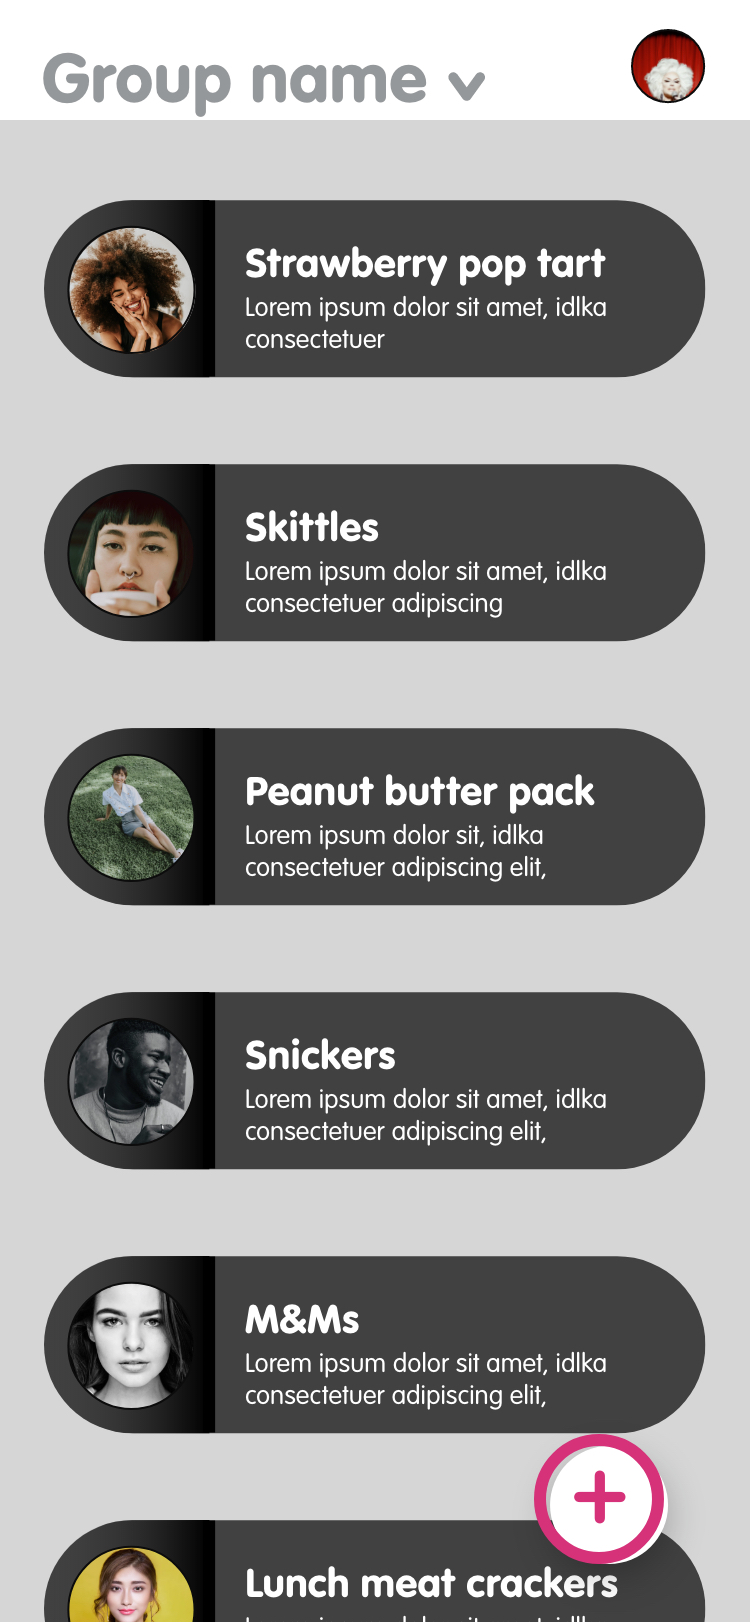 Group name
Strawberry pop tart
Lorem ipsum dolor sit amet, idlka
consectetuer
Skittles
Lorem ipsum dolor sit amet, idlka
consectetuer adipiscing
Peanut butter pack
Lorem ipsum dolor sit, idlka
consectetuer adipiscing elit,
Snickers
Lorem ipsum dolor sit amet, idlka
consectetuer adipiscing elit,
M&Ms
Lorem ipsum dolor sit amet, idlka
consectetuer adipiscing elit,
Lunch meat crackers